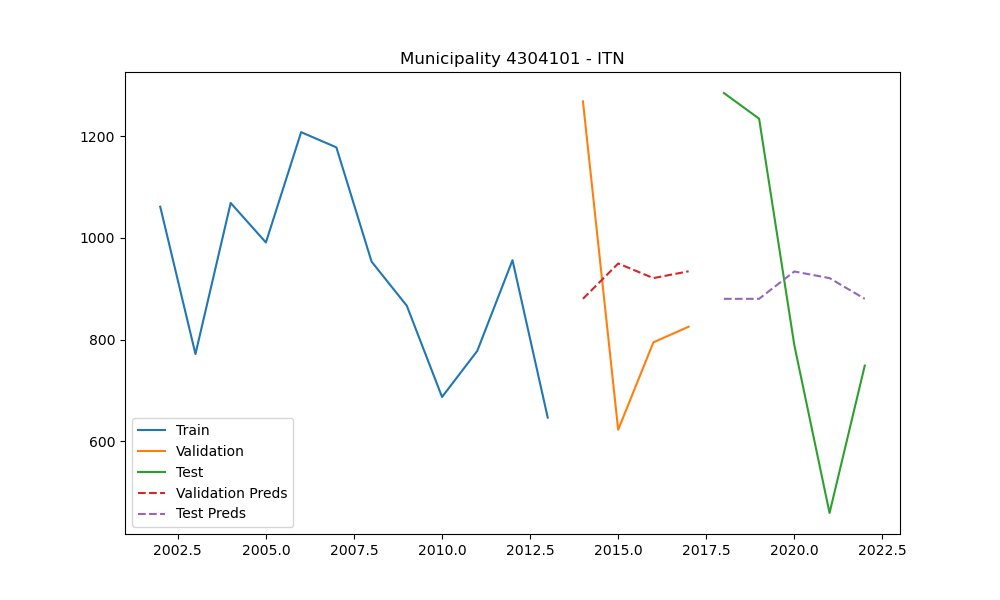 Municipality 4304101 - ITN
1200
1000
800
600
Train
Validation
Test
Validation Preds
Test Preds
2002.5 2005.0 2007.5 2010.0 2012.5 2015.0 2017.5 2020.0 2022.5